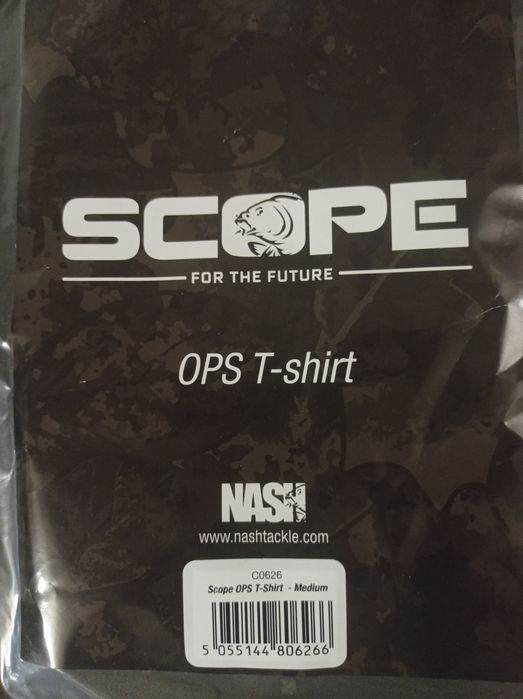 SCOPE
FOR THE FUTURE
OPS T-shirt
NASH
www.nashtackle.com
C0626
Scope OPS T-Shirt - Medium
5 055144 806266